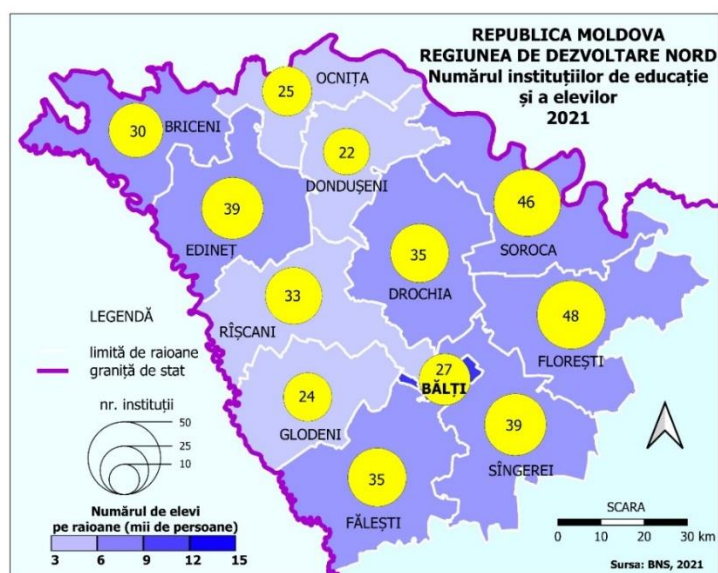 REPUBLICA MOLDOVA
REGIUNEA DE DEZVOLTARE NORD
Numărul instituțiilor de educație
și a elevilor
2021
OCNIȚA
25
BRICENI
30
22
DONDUȘENI
39
EDINEȚ
46
SOROCA
35
DROCHIA
33
RÎȘCANI
48
FLOREȘTI
27
BĂLȚI
24
GLODENI
39
SÎNGEREI
35
FĂLEȘTI
LEGENDĂ
limită de raioane
graniță de stat
nr. instituții
50
25
10
Numărul de elevi
pe raioane (mii de persoane)
3 6 9 12 15
SCARA
0 10 20 30 km
Sursa: BNS, 2021